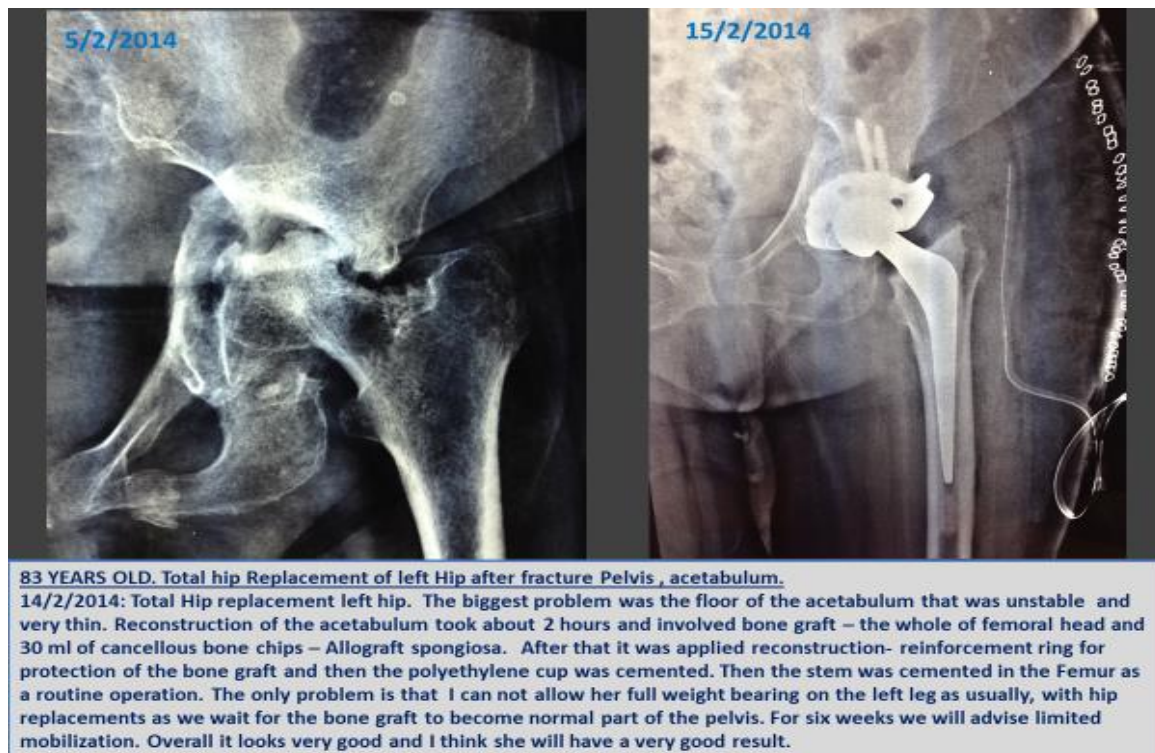 5/2/2014
15/2/2014
83 YEARS OLD. Total hip Replacement of left Hip after fracture Pelvis , acetabulum.
14/2/2014: Total Hip replacement left hip.  The biggest problem was the floor of the acetabulum that was unstable  and
very thin. Reconstruction of the acetabulum took about 2 hours and involved bone graft – the whole of femoral head and
30 ml of cancellous bone chips – Allograft spongiosa.   After that it was applied reconstruction- reinforcement ring for
protection of the bone graft and then the polyethylene cup was cemented. Then the stem was cemented in the Femur as
a routine operation. The only problem is that  I can not allow her full weight bearing on the left leg as usually, with hip
replacements as we wait for the bone graft to become normal part of the pelvis. For six weeks we will advise limited
mobilization. Overall it looks very good and I think she will have a very good result.